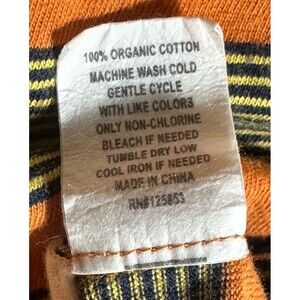 100% ORGANIC COTTON
MACHINE WASH COLD
GENTLE CYCLE
WITH LIKE COLORS
ONLY NON-CHLORINE
BLEACH IF NEEDED
TUMBLE DRY LOW
COOL IRON IF NEEDED
MADE IN CHINA
RN#125853